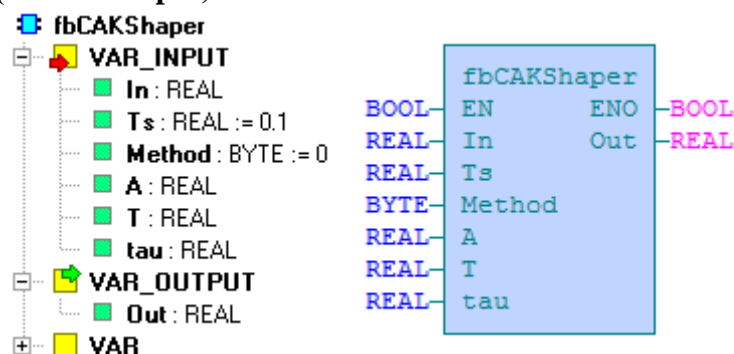 fbCAKShaper
VAR_INPUT
In : REAL
Ts : REAL := 0.1
Method : BYTE := 0
A : REAL
T : REAL
tau : REAL
VAR_OUTPUT
Out : REAL
VAR
fbCAKShaper
BOOL EN ENO BOOL
REAL In Out REAL
REAL Ts
BYTE Method
REAL A
REAL T
REAL tau